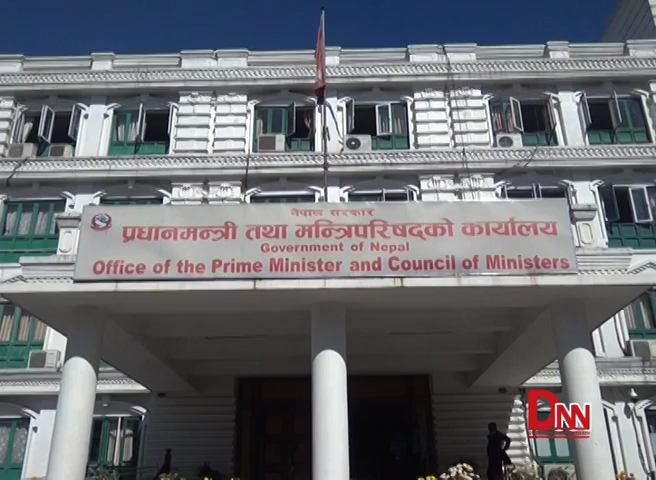 नेपाल सरकार
प्रधानमन्त्री तथा मन्त्रिपरिषद्को कार्यालय
Government of Nepal
Office of the Prime Minister and Council of Ministers
DNN